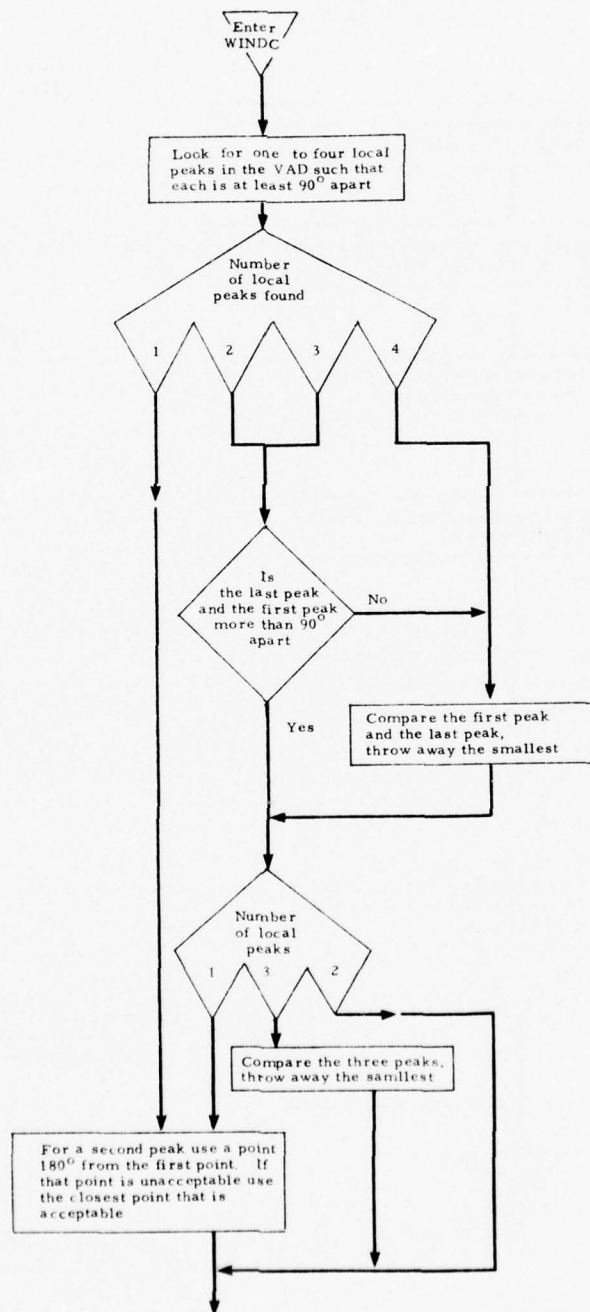 Enter
WINDC
Look for one to four local
peaks in the VAD such that
each is at least 90° apart
Number
of local
peaks found
1
2
3
4
Is
the last peak
and the first peak
more than 90°
apart
No
Yes
Compare the first peak
and the last peak,
throw away the smallest
Number
of local
peaks
1
3
2
Compare the three peaks,
throw away the samllest
For a second peak use a point
180° from the first point. If
that point is unacceptable use
the closest point that is
acceptable